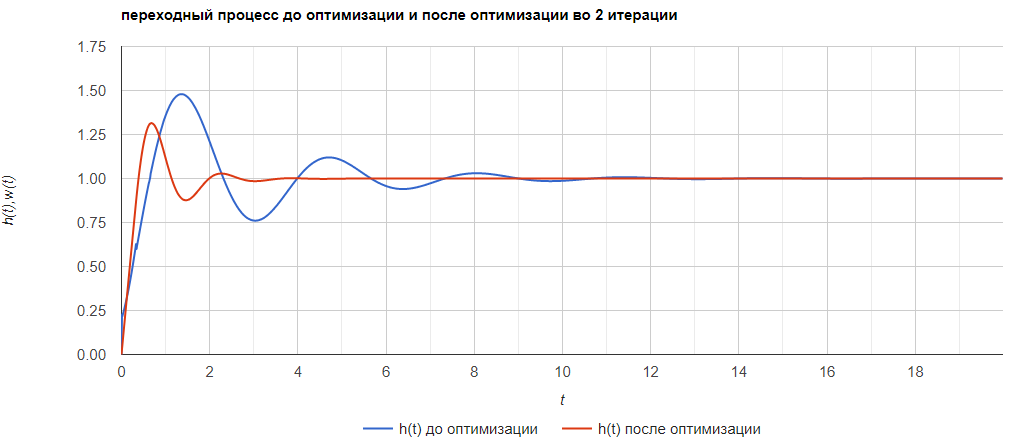 переходный процесс до оптимизации и после оптимизации во 2 итерации
1.75
1.50
1.25
1.00
0.75
0.50
0.25
0.00
h(t),w(t)
0 2 4 6 8 10 12 14 16 18
t
h(t) до оптимизации h(t) после оптимизации